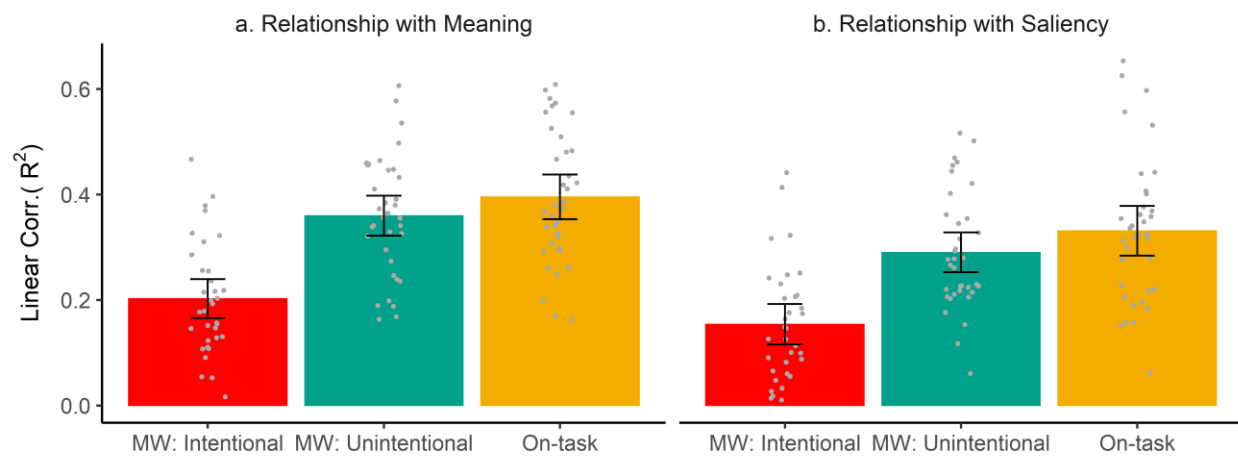 a. Relationship with Meaning
b. Relationship with Saliency
Linear Corr.( R²)
0.6
0.4
0.2
0.0
MW: Intentional MW: Unintentional On-task
MW: Intentional MW: Unintentional On-task